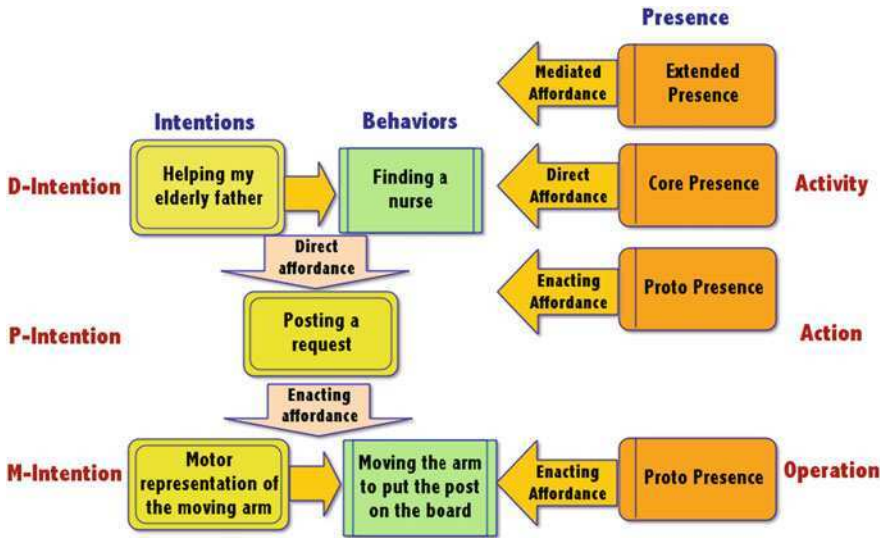 Presence
Mediated
Affordance
Extended
Presence
Intentions
Behaviors
D-Intention
Helping my
elderly father
Finding a
nurse
Direct
Affordance
Core Presence
Activity
Direct
affordance
Enacting
Affordance
Proto Presence
P-Intention
Posting a
request
Action
Enacting
affordance
M-Intention
Motor
representation of
the moving arm
Moving the arm
to put the post
on the board
Enacting
Affordance
Proto Presence
Operation